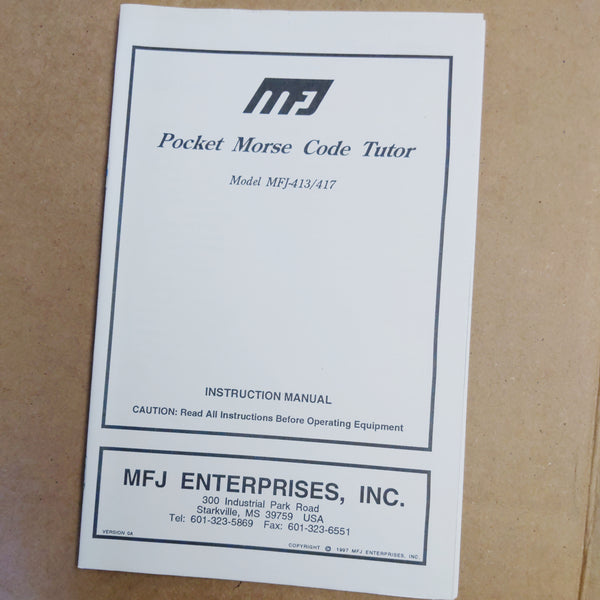 MFJ
Pocket Morse Code Tutor
Model MFJ-413/417
INSTRUCTION MANUAL
CAUTION: Read All Instructions Before Operating Equipment
MFJ ENTERPRISES, INC.
300 Industrial Park Road
Starkville, MS 39759 USA
Tel: 601-323-5869 Fax: 601-323-6551
VERSION 0A
COPYRIGHT © 1997 MFJ ENTERPRISES, INC.